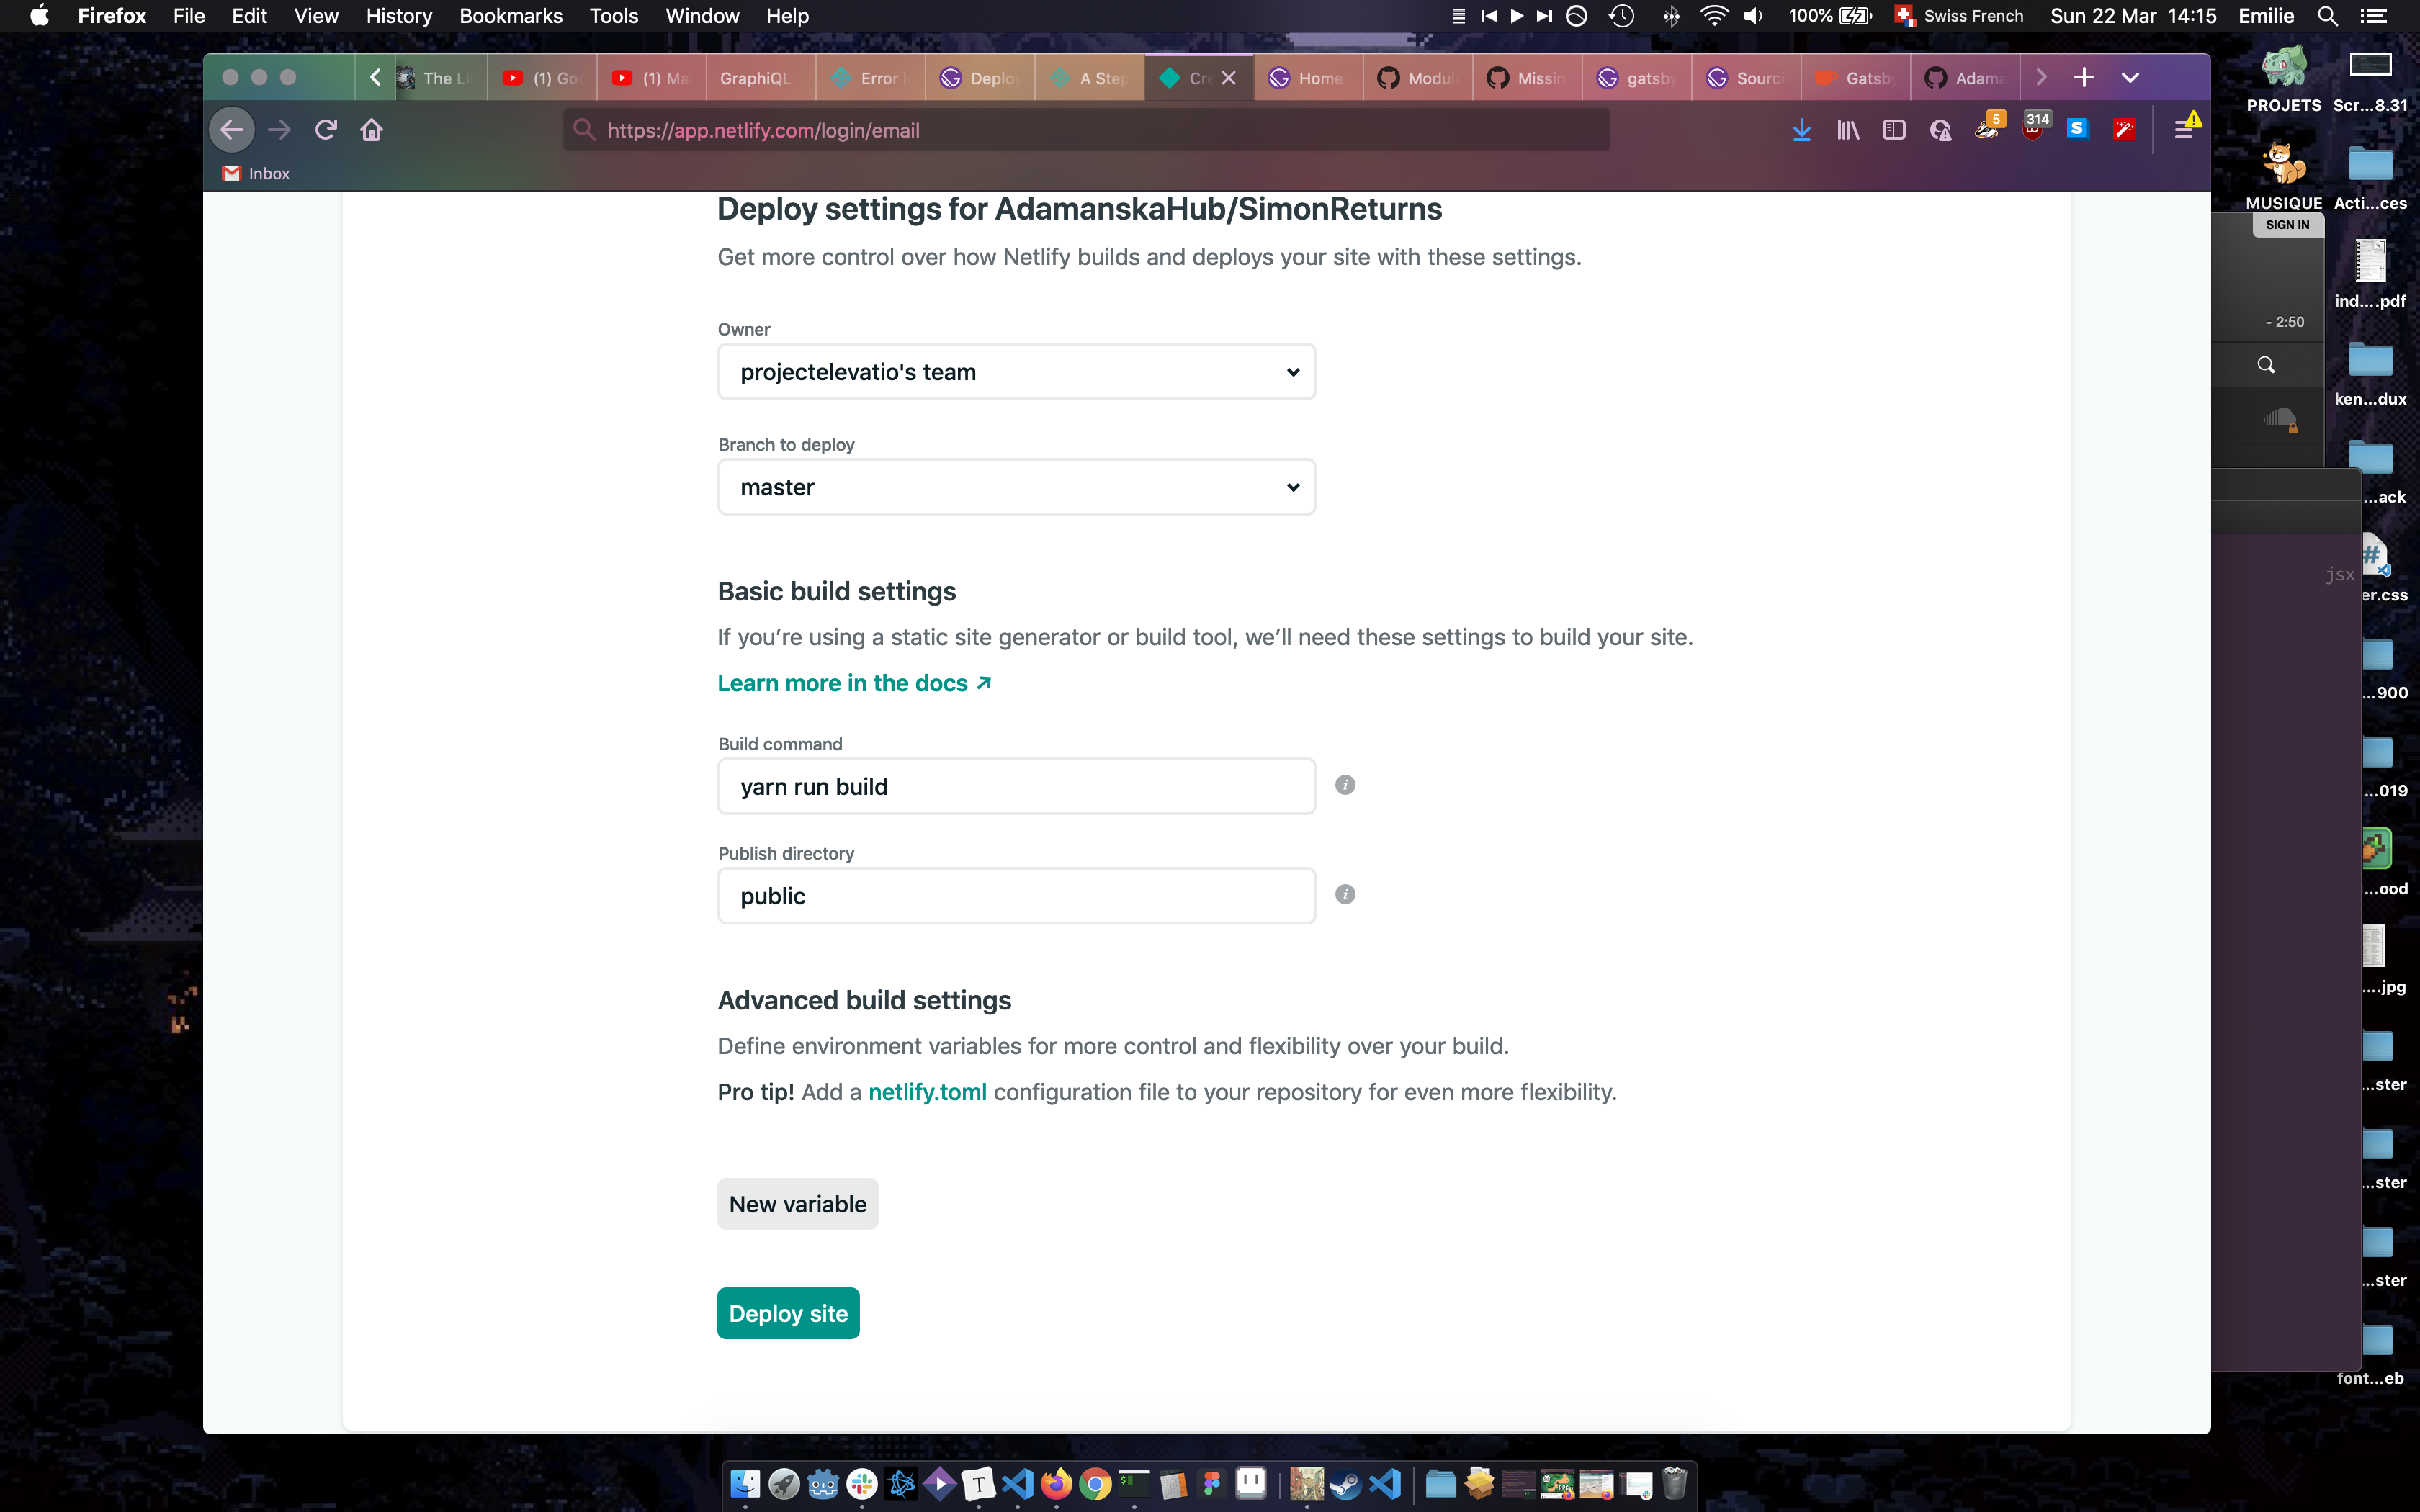 Firefox File Edit View History Bookmarks Tools Window Help 100% Swiss French Sun 22 Mar 14:15 Emilie
The Li (1) Go (1) Ma GraphiQL Error Deplo A Step Cre Home Modul Missin gatsby Sourci Gatsb Adama
https://app.netlify.com/login/email 5 314
Inbox
Deploy settings for AdamanskaHub/SimonReturns
Get more control over how Netlify builds and deploys your site with these settings.
Owner
projectelevatio's team
Branch to deploy
master
Basic build settings
If you’re using a static site generator or build tool, we’ll need these settings to build your site.
Learn more in the docs ↗
Build command
yarn run build
Publish directory
public
Advanced build settings
Define environment variables for more control and flexibility over your build.
Pro tip! Add a netlify.toml configuration file to your repository for even more flexibility.
New variable
Deploy site
PROJETS Scr...8.31
MUSIQUE Acti...ces
SIGN IN
ind....pdf
- 2:50
ken...dux
...ack
jsx
er.css
...900
...019
...ood
....jpg
...ster
...ster
...ster
font...eb